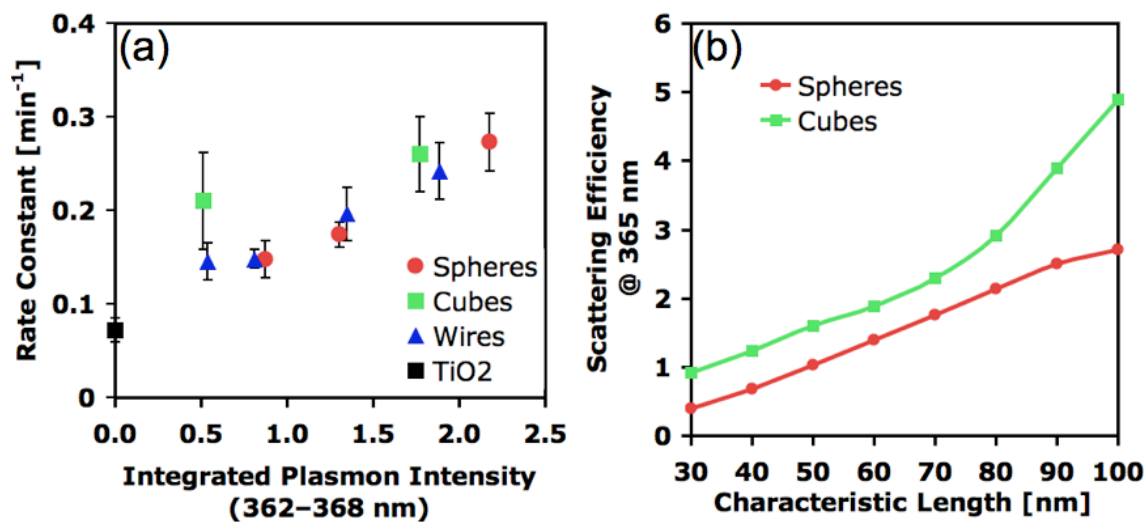 (a)
Rate Constant [min⁻¹]
0.4
0.3
0.2
0.1
0
Spheres
Cubes
Wires
TiO2
0.0 0.5 1.0 1.5 2.0 2.5
Integrated Plasmon Intensity
(362–368 nm)
(b)
Scattering Efficiency
@ 365 nm
6
5
4
3
2
1
0
Spheres
Cubes
30 40 50 60 70 80 90 100
Characteristic Length [nm]